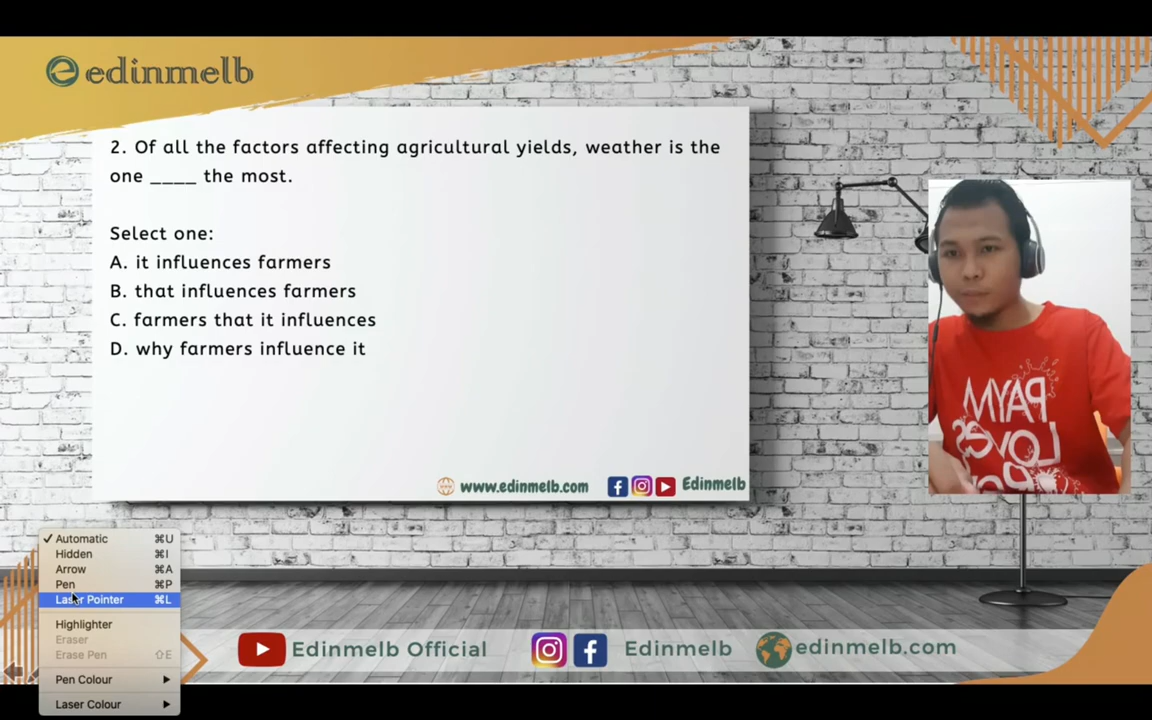 edinmelb
2. Of all the factors affecting agricultural yields, weather is the
one ____ the most.
Select one:
A. it influences farmers
B. that influences farmers
C. farmers that it influences
D. why farmers influence it
www.edinmelb.com Edinmelb
PAYM
LOVES
Automatic ⌘U
Hidden ⌘I
Arrow ⌘A
Pen ⌘P
Laser Pointer ⌘L
Highlighter
Eraser
Erase Pen ⇧E
Pen Colour
Laser Colour
Edinmelb Official Edinmelb edinmelb.com